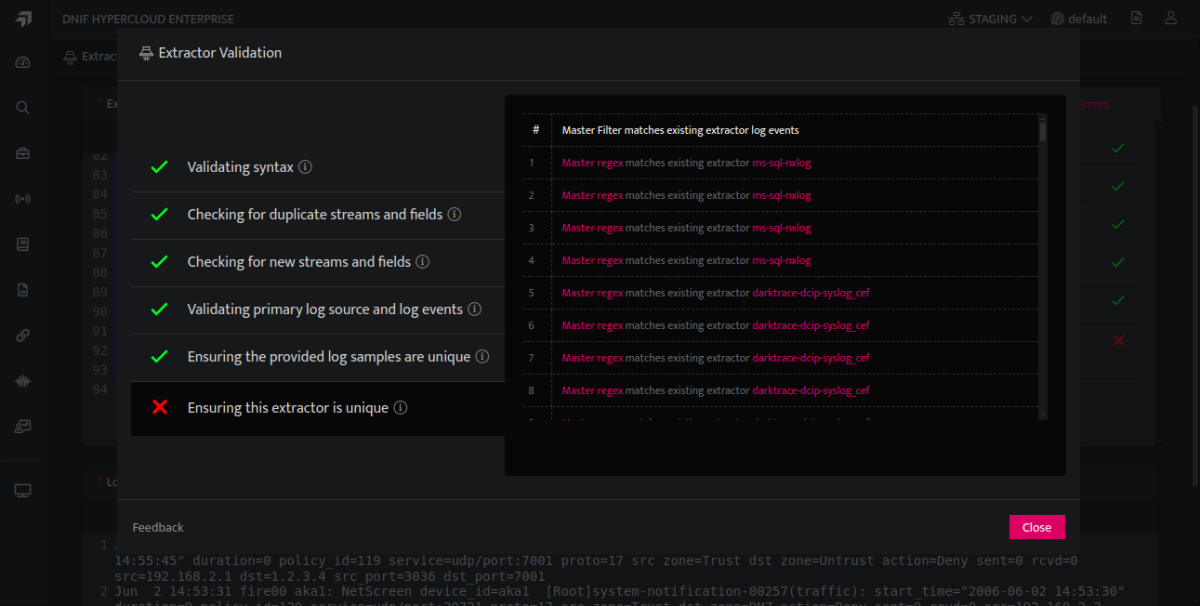 DNIF HYPERCLOUD ENTERPRISE
STAGING
default
Extrac
Extractor Validation
* Ex
Errors
# Master Filter matches existing extractor log events
1 Master regex matches existing extractor ms-sql-nxlog
2 Master regex matches existing extractor ms-sql-nxlog
3 Master regex matches existing extractor ms-sql-nxlog
4 Master regex matches existing extractor ms-sql-nxlog
5 Master regex matches existing extractor darktrace-dcip-syslog_cef
6 Master regex matches existing extractor darktrace-dcip-syslog_cef
7 Master regex matches existing extractor darktrace-dcip-syslog_cef
8 Master regex matches existing extractor darktrace-dcip-syslog_cef
Validating syntax
Checking for duplicate streams and fields
Checking for new streams and fields
Validating primary log source and log events
Ensuring the provided log samples are unique
Ensuring this extractor is unique
82
83
84
85
86
87
88
89
90
91
92
93
94
* Lo
Feedback
Close
1
14:55:45" duration=0 policy_id=119 service=udp/port:7001 proto=17 src zone=Trust dst zone=Untrust action=Deny sent=0 rcvd=0
src=192.168.2.1 dst=1.2.3.4 src_port=3036 dst_port=7001
2 Jun 2 14:53:31 fire00 aka1: NetScreen device_id=aka1 [Root]system-notification-00257(traffic): start_time="2006-06-02 14:53:30"